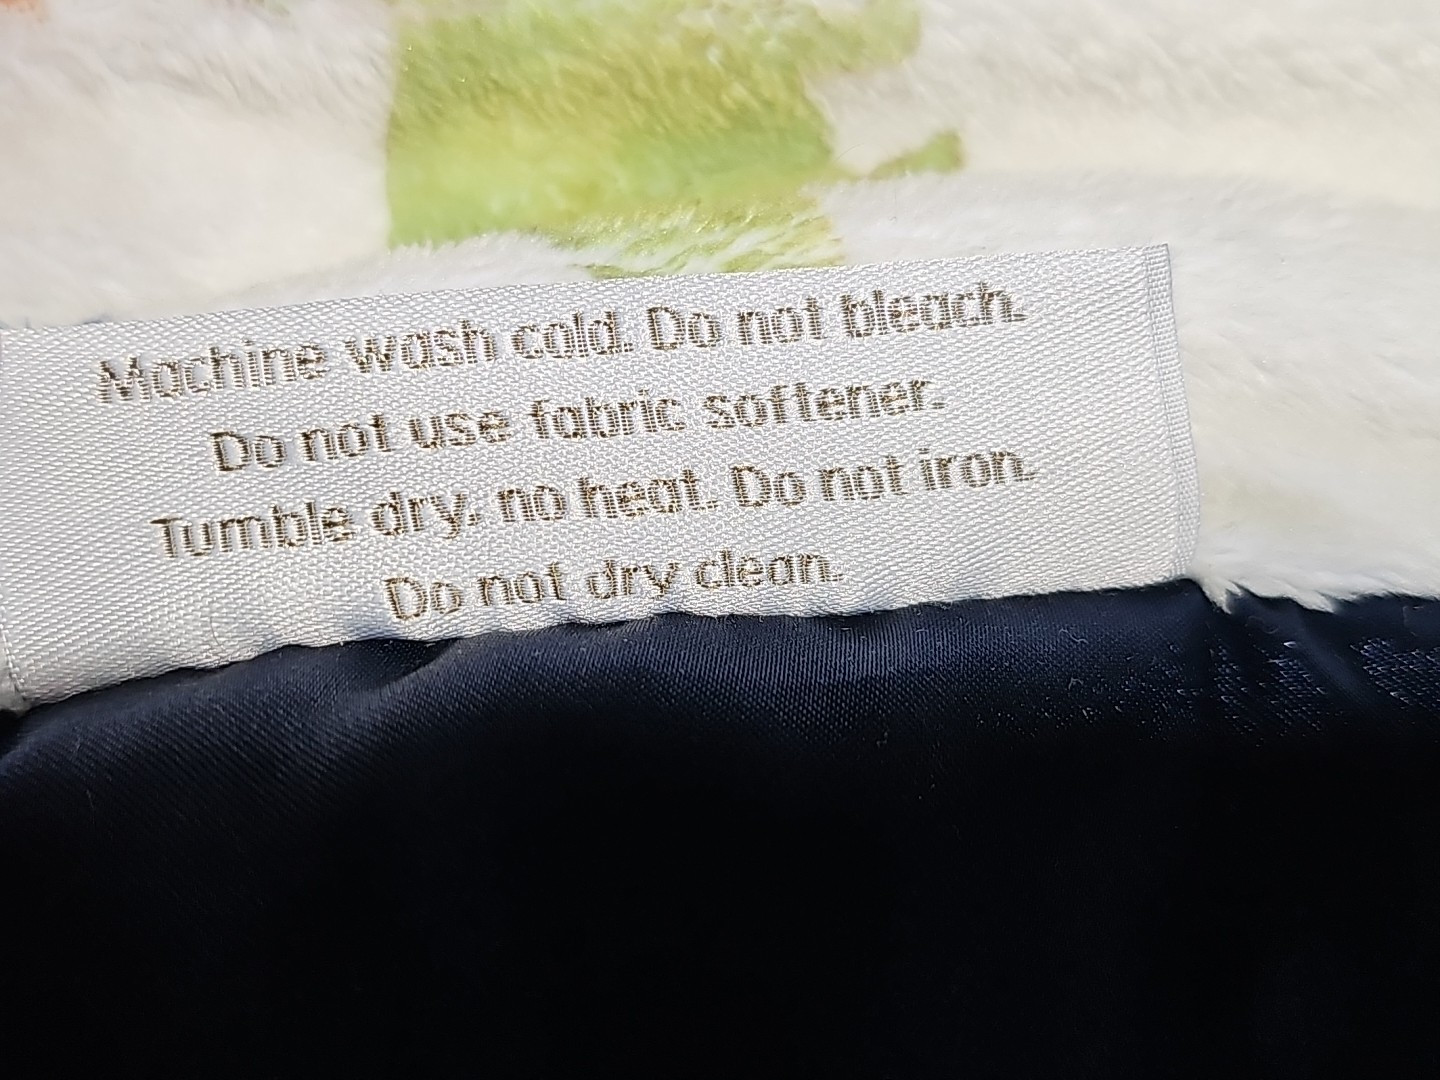 Machine wash cold. Do not bleach.
Do not use fabric softener.
Tumble dry, no heat. Do not iron.
Do not dry clean.